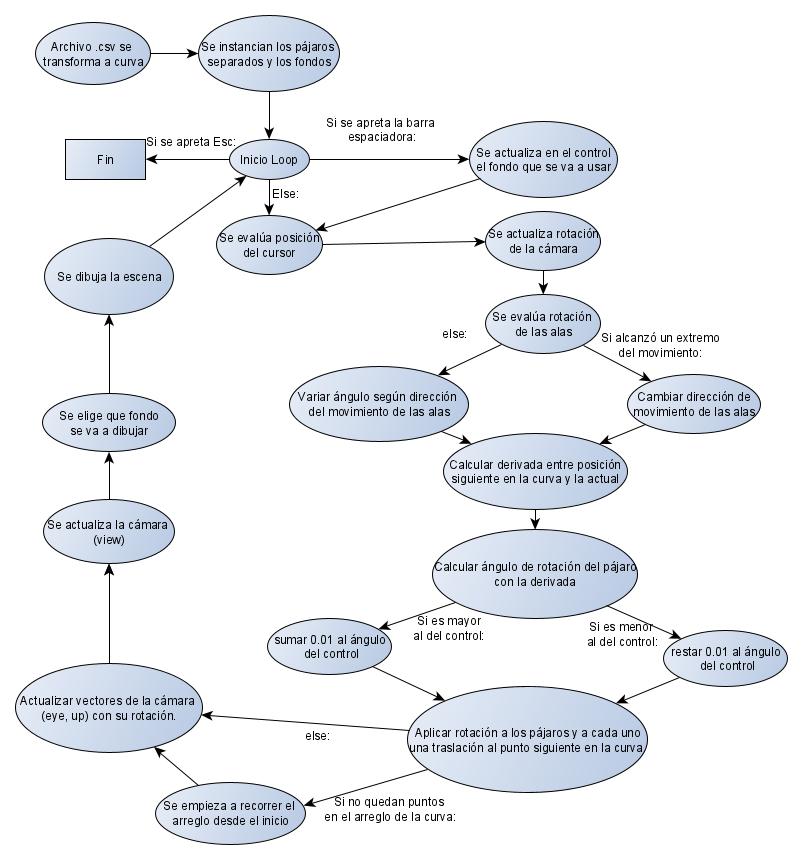 Archivo .csv se
transforma a curva
Se instancian los pájaros
separados y los fondos
Si se apreta la barra
espaciadora:
Si se apreta Esc:
Fin
Inicio Loop
Se actualiza en el control
el fondo que se va a usar
Else:
Se evalúa posición
del cursor
Se actualiza rotación
de la cámara
Se dibuja la escena
Se evalúa rotación
de las alas
else:
Si alcanzó un extremo
del movimiento:
Variar ángulo según dirección
del movimiento de las alas
Cambiar dirección de
movimiento de las alas
Se elige que fondo
se va a dibujar
Calcular derivada entre posición
siguiente en la curva y la actual
Se actualiza la cámara
(view)
Calcular ángulo de rotación del pájaro
con la derivada
Si es mayor
al del control:
Si es menor
al del control:
sumar 0.01 al ángulo
del control
restar 0.01 al ángulo
del control
Actualizar vectores de la cámara
(eye, up) con su rotación.
Aplicar rotación a los pájaros y a cada uno
una traslación al punto siguiente en la curva
else:
Si no quedan puntos
en el arreglo de la curva:
Se empieza a recorrer el
arreglo desde el inicio